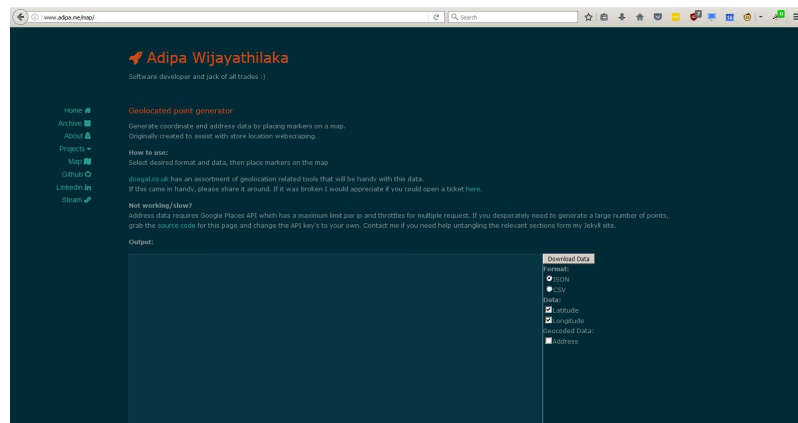 www.adipa.me/map/
Search
Adipa Wijayathilaka
Software developer and jack of all trades ;)
Home
Archive
About
Projects
Map
Github
Linkedin
Steam
Geolocated point generator
Generate coordinate and address data by placing markers on a map.
Originally created to assist with store location webscraping.
How to use:
Select desired format and data, then place markers on the map
doogal.co.uk has an assortment of geolocation related tools that will be handy with this data.
If this came in handy, please share it around. If it was broken I would appreciate if you could open a ticket here.
Not working/slow?
Address data requires Google Places API which has a maximum limit per ip and throttles for multiple request. If you desperately need to generate a large number of points,
grab the source code for this page and change the API key's to your own. Contact me if you need help untangling the relevant sections form my Jekyll site.
Output:
Download Data
Format:
JSON
CSV
Data:
Latitude
Longitude
Geocoded Data:
Address